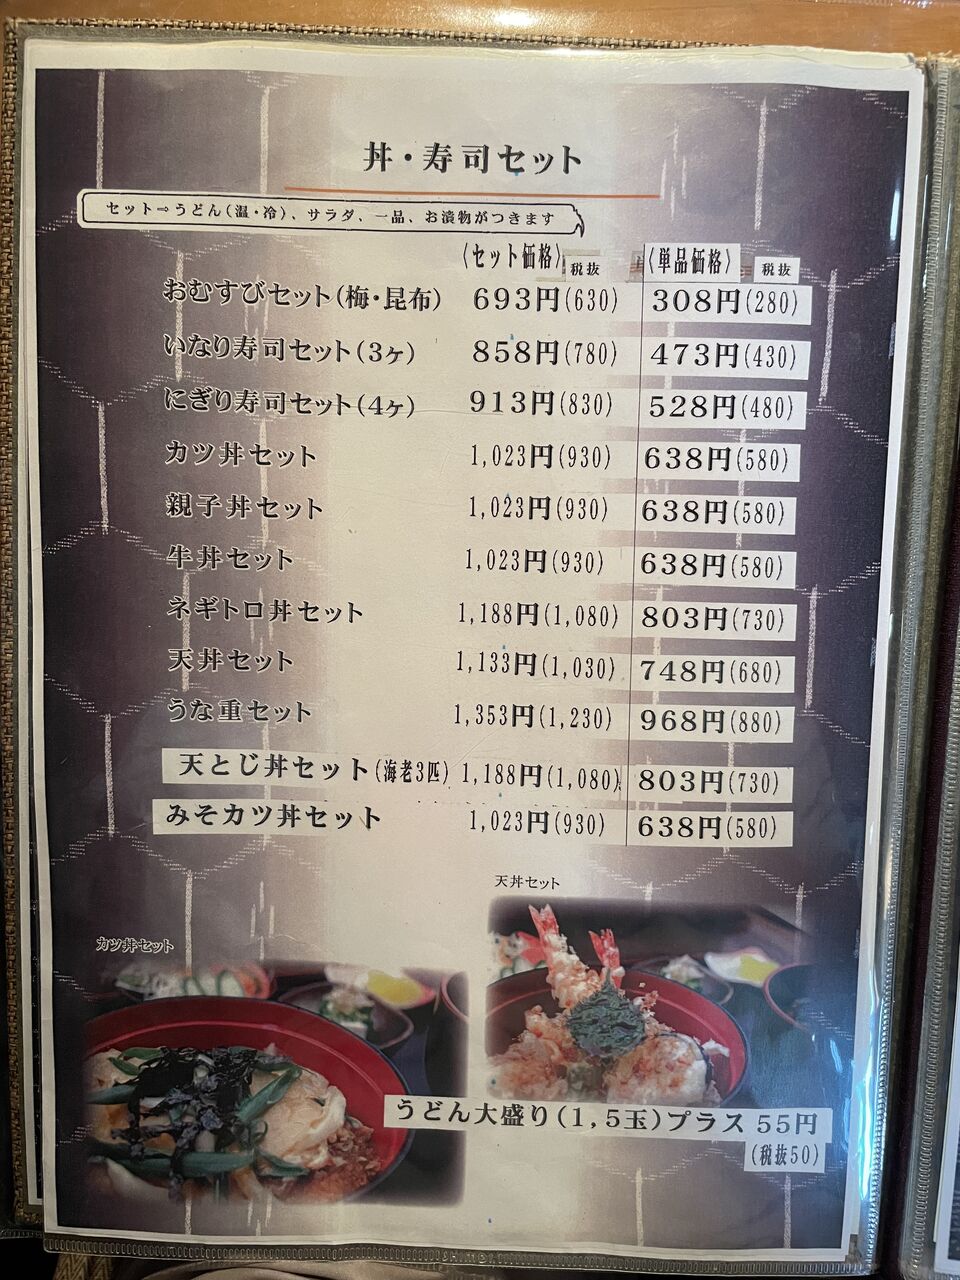 丼・寿司セット
セット⇒うどん(温・冷)、サラダ、一品、お漬物がつきます
〈セット価格〉税抜 〈単品価格〉税抜
おむすびセット(梅・昆布) 693円(630) 308円(280)
いなり寿司セット(3ヶ) 858円(780) 473円(430)
にぎり寿司セット(4ヶ) 913円(830) 528円(480)
カツ丼セット 1,023円(930) 638円(580)
親子丼セット 1,023円(930) 638円(580)
牛丼セット 1,023円(930) 638円(580)
ネギトロ丼セット 1,188円(1,080) 803円(730)
天丼セット 1,133円(1,030) 748円(680)
うな重セット 1,353円(1,230) 968円(880)
天とじ丼セット(海老3匹) 1,188円(1,080) 803円(730)
みそカツ丼セット 1,023円(930) 638円(580)
天丼セット
カツ丼セット
うどん大盛り(1,5玉)プラス 55円
(税抜50)